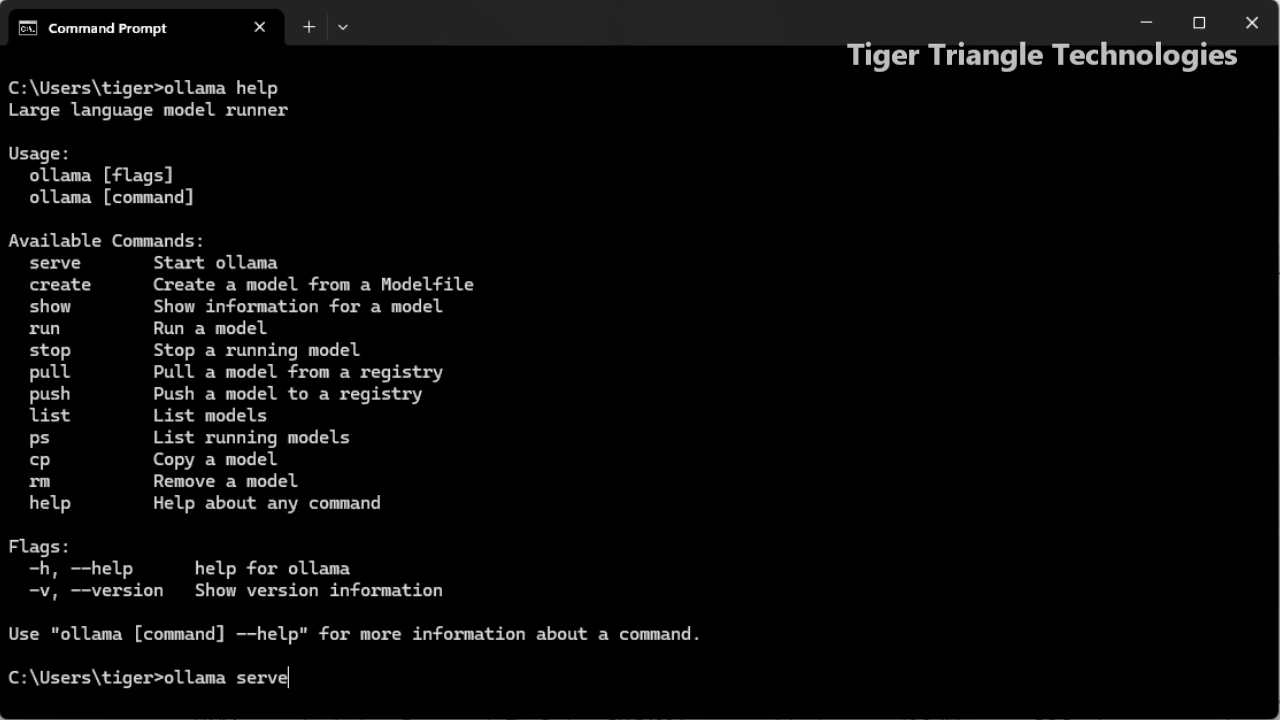 Command Prompt
Tiger Triangle Technologies
C:\Users\tiger>ollama help
Large language model runner
Usage:
  ollama [flags]
  ollama [command]
Available Commands:
  serve       Start ollama
  create      Create a model from a Modelfile
  show        Show information for a model
  run         Run a model
  stop        Stop a running model
  pull        Pull a model from a registry
  push        Push a model to a registry
  list        List models
  ps          List running models
  cp          Copy a model
  rm          Remove a model
  help        Help about any command
Flags:
  -h, --help      help for ollama
  -v, --version   Show version information
Use "ollama [command] --help" for more information about a command.
C:\Users\tiger>ollama serve